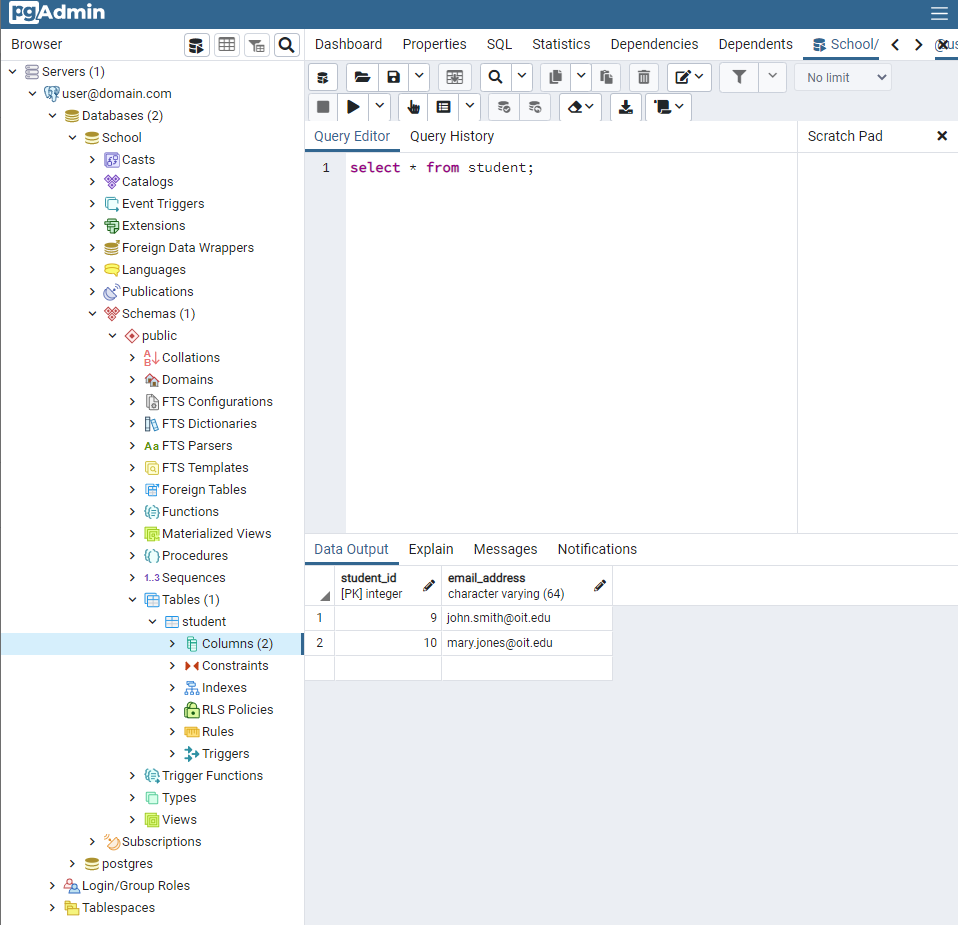 pgAdmin
Browser
Dashboard Properties SQL Statistics Dependencies Dependents School/
No limit
Servers (1)
user@domain.com
Databases (2)
School
Casts
Catalogs
Event Triggers
Extensions
Foreign Data Wrappers
Languages
Publications
Schemas (1)
public
Collations
Domains
FTS Configurations
FTS Dictionaries
Aa FTS Parsers
FTS Templates
Foreign Tables
Functions
Materialized Views
Procedures
1..3 Sequences
Tables (1)
student
Columns (2)
Constraints
Indexes
RLS Policies
Rules
Triggers
Trigger Functions
Types
Views
Subscriptions
postgres
Login/Group Roles
Tablespaces
Query Editor Query History
Scratch Pad
1 select * from student;
Data Output Explain Messages Notifications
student_id email_address
[PK] integer character varying (64)
1 9 john.smith@oit.edu
2 10 mary.jones@oit.edu